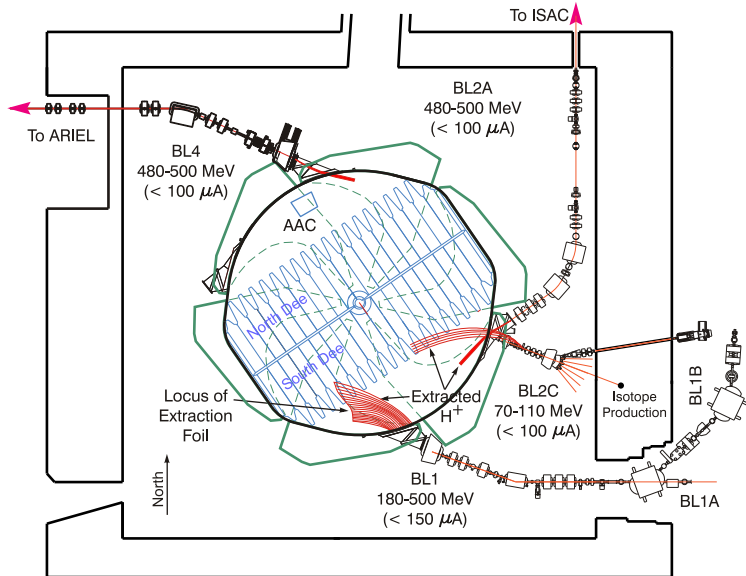 To ISAC
BL2A
480-500 MeV
(< 100 µA)
To ARIEL
BL4
480-500 MeV
(< 100 µA)
AAC
North Dee
South Dee
Extracted
H+
Locus of
Extraction
Foil
BL2C
70-110 MeV
(< 100 µA)
Isotope
Production
BL1B
BL1
180-500 MeV
(< 150 µA)
BL1A
North